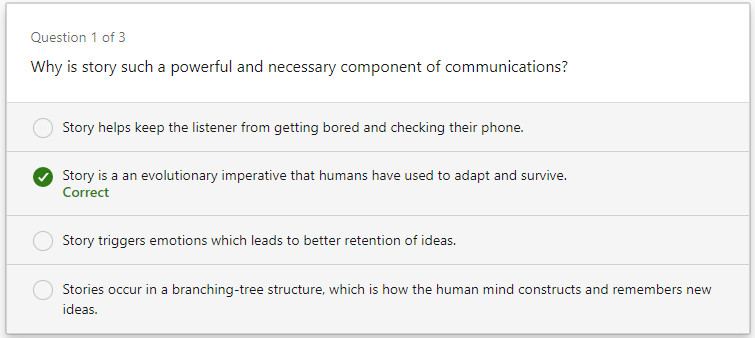 Question 1 of 3
Why is story such a powerful and necessary component of communications?
Story helps keep the listener from getting bored and checking their phone.
Story is a an evolutionary imperative that humans have used to adapt and survive.
Correct
Story triggers emotions which leads to better retention of ideas.
Stories occur in a branching-tree structure, which is how the human mind constructs and remembers new
ideas.